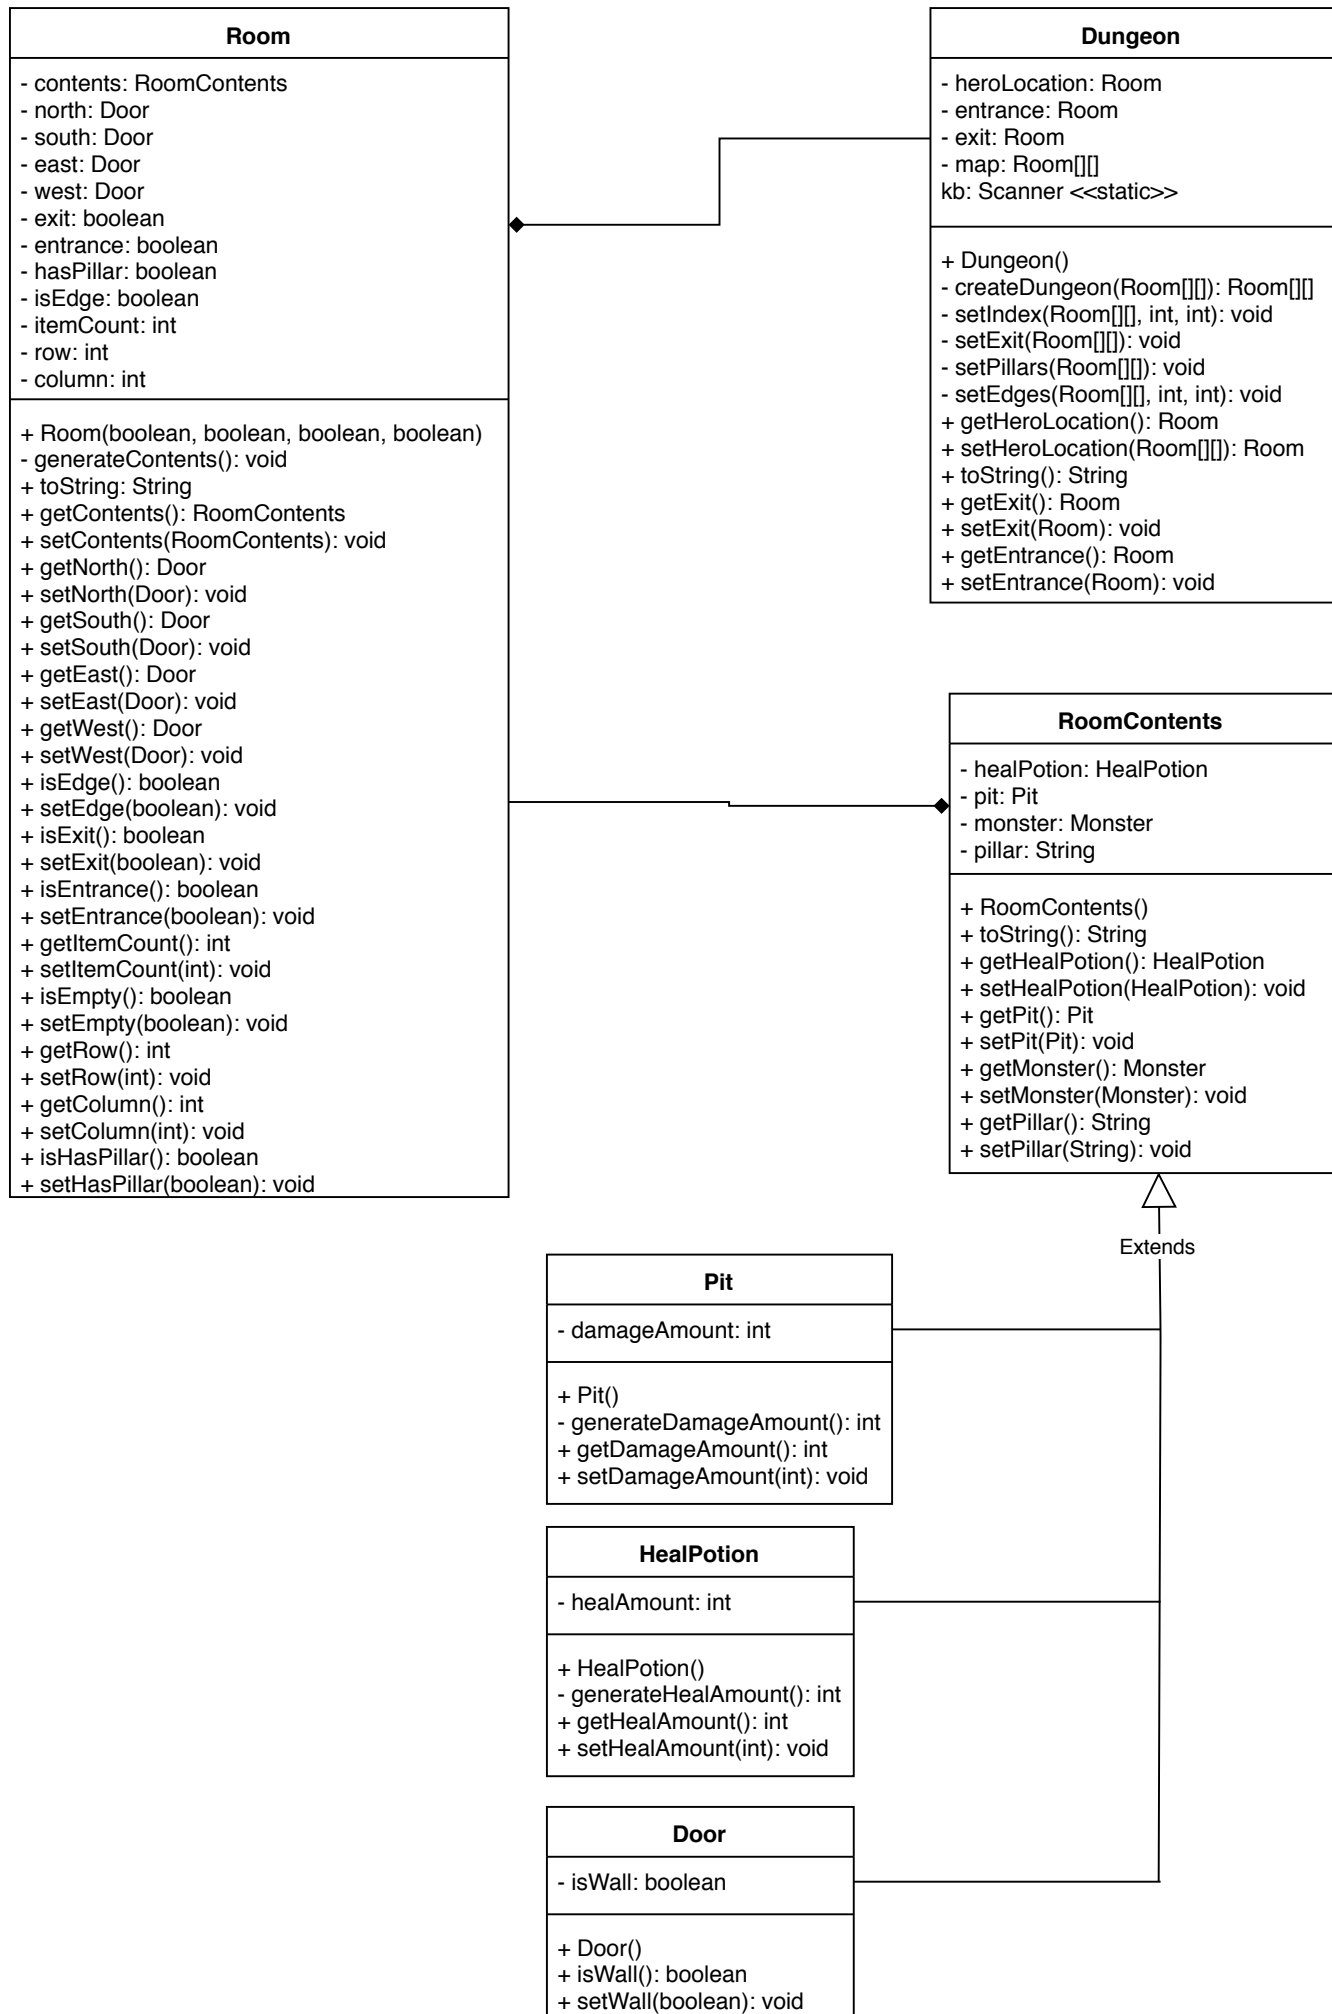 Room
- contents: RoomContents
- north: Door
- south: Door
- east: Door
- west: Door
- exit: boolean
- entrance: boolean
- hasPillar: boolean
- isEdge: boolean
- itemCount: int
- row: int
- column: int
+ Room(boolean, boolean, boolean, boolean)
- generateContents(): void
+ toString: String
+ getContents(): RoomContents
+ setContents(RoomContents): void
+ getNorth(): Door
+ setNorth(Door): void
+ getSouth(): Door
+ setSouth(Door): void
+ getEast(): Door
+ setEast(Door): void
+ getWest(): Door
+ setWest(Door): void
+ isEdge(): boolean
+ setEdge(boolean): void
+ isExit(): boolean
+ setExit(boolean): void
+ isEntrance(): boolean
+ setEntrance(boolean): void
+ getItemCount(): int
+ setItemCount(int): void
+ isEmpty(): boolean
+ setEmpty(boolean): void
+ getRow(): int
+ setRow(int): void
+ getColumn(): int
+ setColumn(int): void
+ isHasPillar(): boolean
+ setHasPillar(boolean): void
Dungeon
- heroLocation: Room
- entrance: Room
- exit: Room
- map: Room[][]
kb: Scanner <<static>>
+ Dungeon()
- createDungeon(Room[][]): Room[][]
- setIndex(Room[][], int, int): void
- setExit(Room[][]): void
- setPillars(Room[][]): void
- setEdges(Room[][], int, int): void
+ getHeroLocation(): Room
+ setHeroLocation(Room[][]): Room
+ toString(): String
+ getExit(): Room
+ setExit(Room): void
+ getEntrance(): Room
+ setEntrance(Room): void
RoomContents
- healPotion: HealPotion
- pit: Pit
- monster: Monster
- pillar: String
+ RoomContents()
+ toString(): String
+ getHealPotion(): HealPotion
+ setHealPotion(HealPotion): void
+ getPit(): Pit
+ setPit(Pit): void
+ getMonster(): Monster
+ setMonster(Monster): void
+ getPillar(): String
+ setPillar(String): void
Extends
Pit
- damageAmount: int
+ Pit()
- generateDamageAmount(): int
+ getDamageAmount(): int
+ setDamageAmount(int): void
HealPotion
- healAmount: int
+ HealPotion()
- generateHealAmount(): int
+ getHealAmount(): int
+ setHealAmount(int): void
Door
- isWall: boolean
+ Door()
+ isWall(): boolean
+ setWall(boolean): void